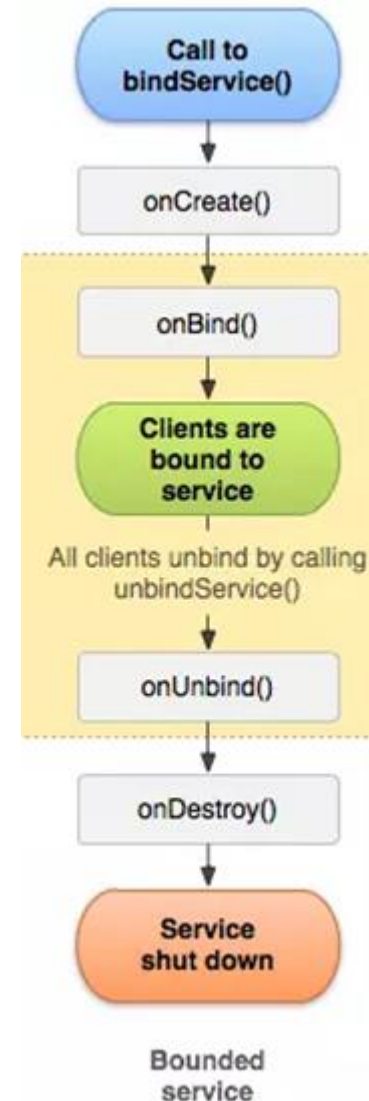 Call to
bindService()
onCreate()
onBind()
Clients are
bound to
service
All clients unbind by calling
unbindService()
onUnbind()
onDestroy()
Service
shut down
Bounded
service